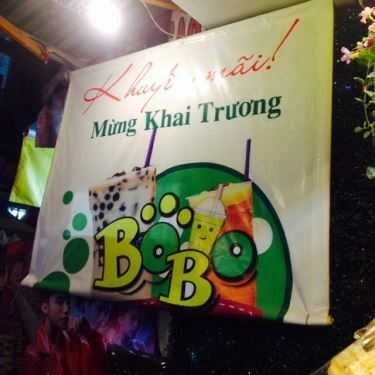 Khuyến mãi!
Mừng Khai Trương
BoBo